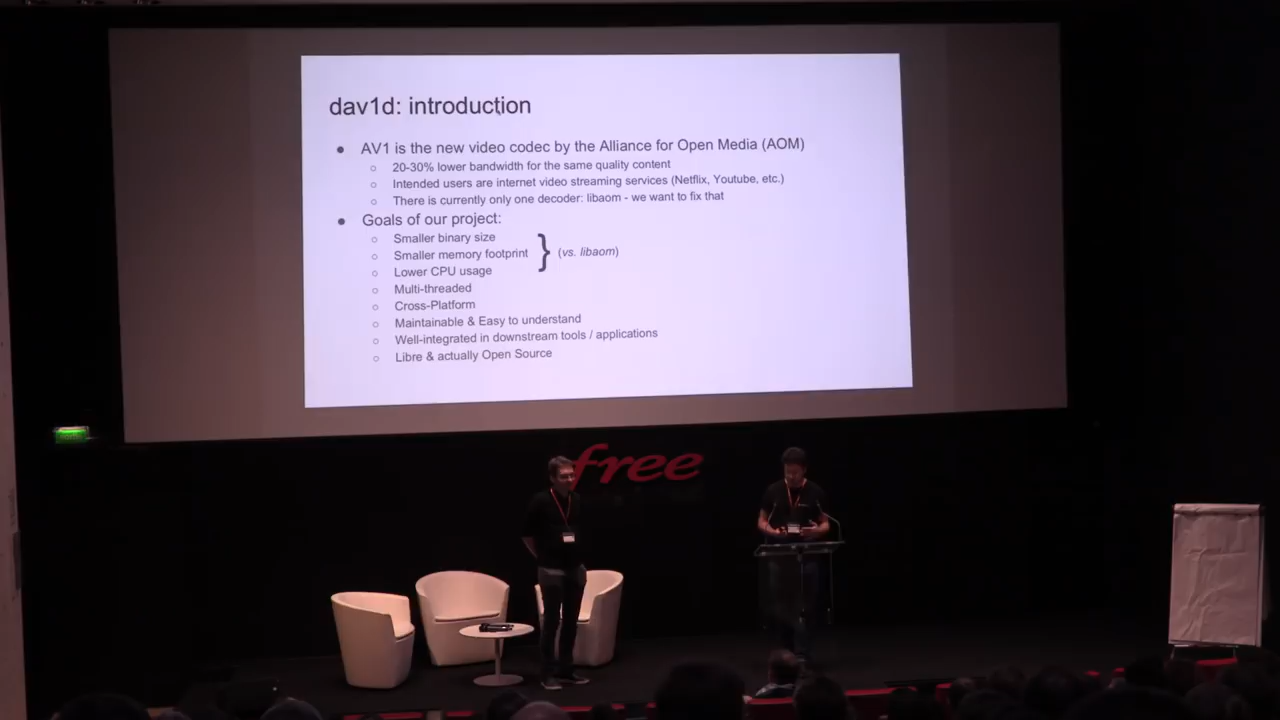 dav1d: introduction
● AV1 is the new video codec by the Alliance for Open Media (AOM)
○ 20-30% lower bandwidth for the same quality content
○ Intended users are internet video streaming services (Netflix, Youtube, etc.)
○ There is currently only one decoder: libaom - we want to fix that
● Goals of our project:
○ Smaller binary size
○ Smaller memory footprint } (vs. libaom)
○ Lower CPU usage
○ Multi-threaded
○ Cross-Platform
○ Maintainable & Easy to understand
○ Well-integrated in downstream tools / applications
○ Libre & actually Open Source
free